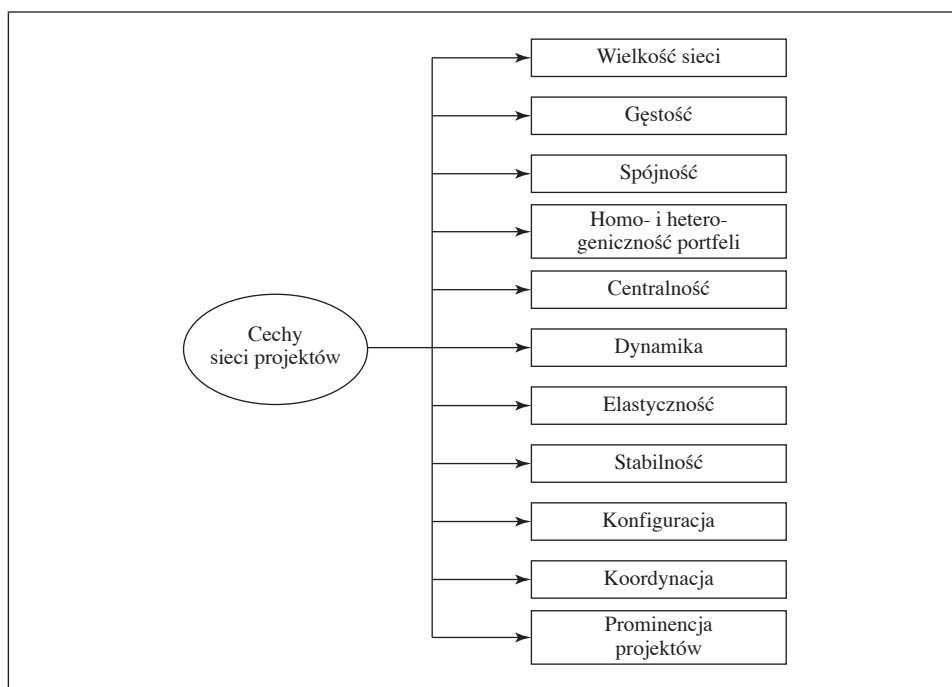 Wielkość sieci
Gęstość
Spójność
Homo- i hetero-
geniczność portfeli
Centralność
Cechy
sieci projektów
Dynamika
Elastyczność
Stabilność
Konfiguracja
Koordynacja
Prominencja
projektów